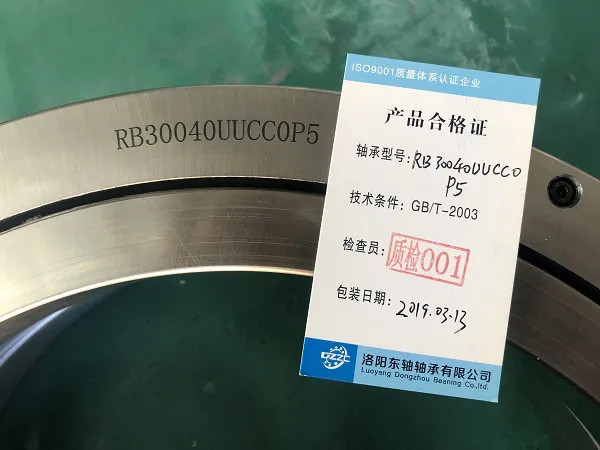 RB30040UUCC0P5
ISO9001质量体系认证企业
产品合格证
轴承型号: RB30040UUCC0
P5
技术条件: GB/T-2003
检查员: 质检001
包装日期: 2019.03.13
DZZC
洛阳东轴轴承有限公司
Luoyang Dongzhou Bearing Co.,ltd.